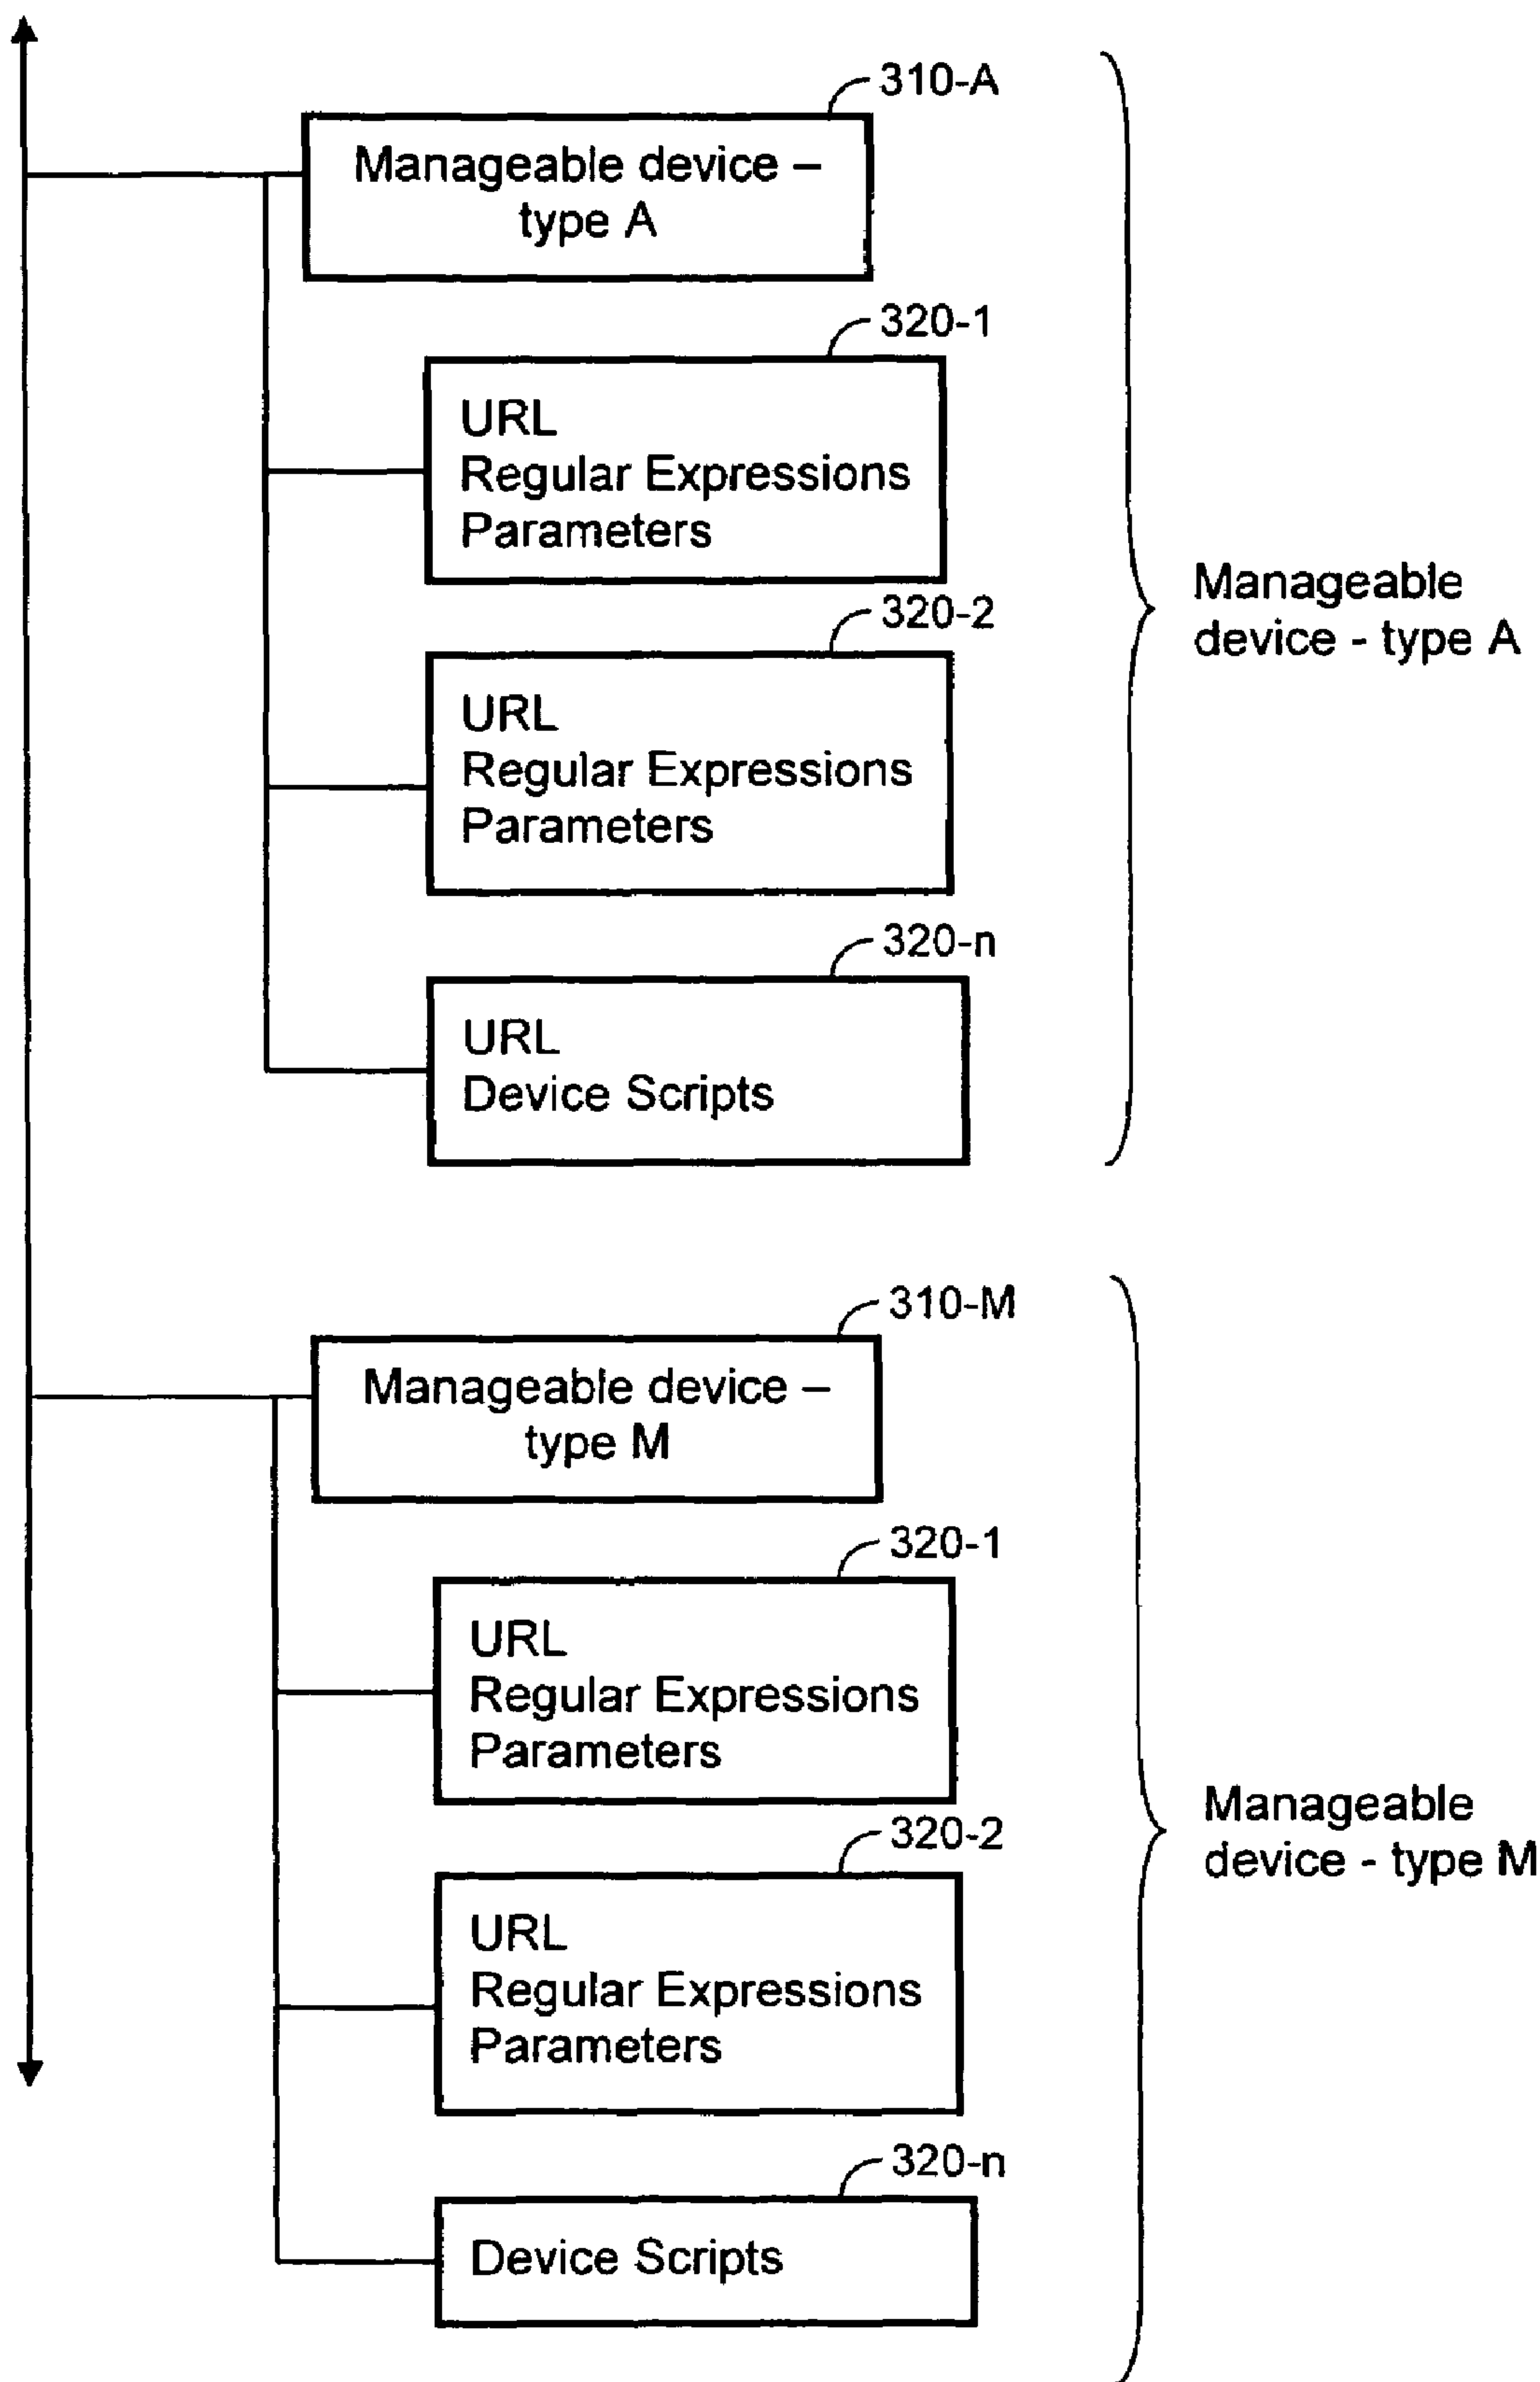 310-A
Manageable device –
type A
320-1
URL
Regular Expressions
Parameters
320-2
URL
Regular Expressions
Parameters
320-n
URL
Device Scripts
Manageable
device - type A
310-M
Manageable device –
type M
320-1
URL
Regular Expressions
Parameters
320-2
URL
Regular Expressions
Parameters
320-n
Device Scripts
Manageable
device - type M